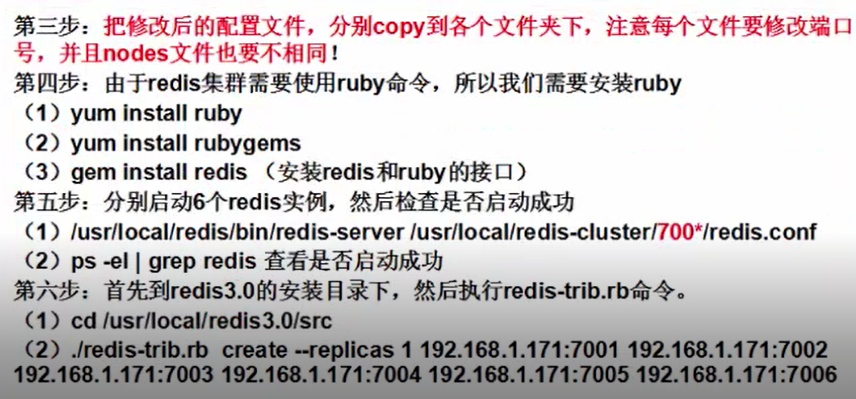 第三步：把修改后的配置文件，分别copy到各个文件夹下，注意每个文件要修改端口
号，并且nodes文件也要不相同！
第四步：由于redis集群需要使用ruby命令，所以我们需要安装ruby
（1）yum install ruby
（2）yum install rubygems
（3）gem install redis （安装redis和ruby的接口）
第五步：分别启动6个redis实例，然后检查是否启动成功
（1）/usr/local/redis/bin/redis-server /usr/local/redis-cluster/700*/redis.conf
（2）ps -el | grep redis 查看是否启动成功
第六步：首先到redis3.0的安装目录下，然后执行redis-trib.rb命令。
（1）cd /usr/local/redis3.0/src
（2）./redis-trib.rb  create --replicas 1 192.168.1.171:7001 192.168.1.171:7002
192.168.1.171:7003 192.168.1.171:7004 192.168.1.171:7005 192.168.1.171:7006